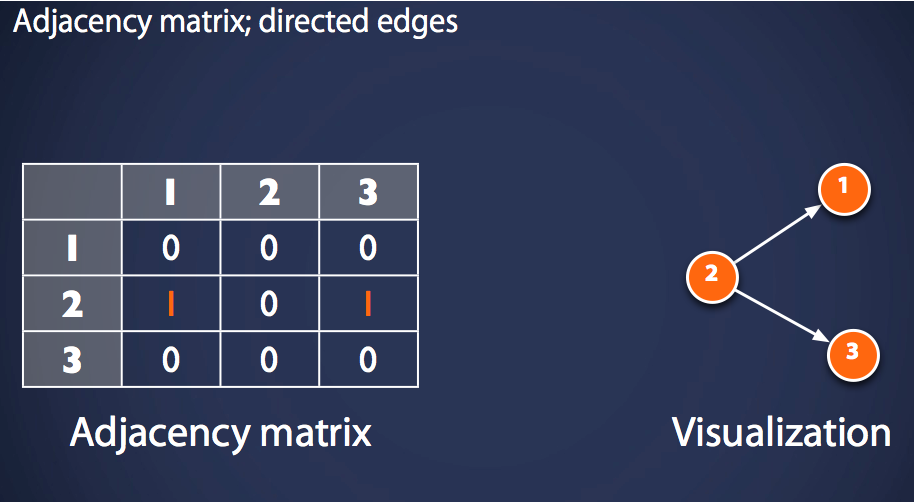 Adjacency matrix; directed edges
1 2 3
1 0 0 0
2 1 0 1
3 0 0 0
1
2
3
Adjacency matrix
Visualization